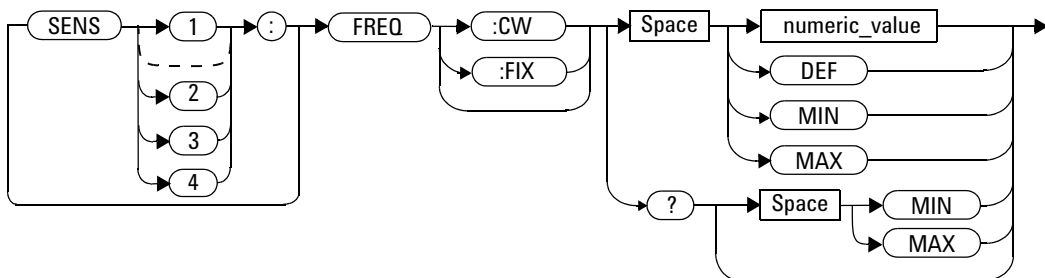 SENS 1 : FREQ :CW Space numeric_value
:FIX DEF
2
MIN
3
MAX
4
? Space MIN
MAX